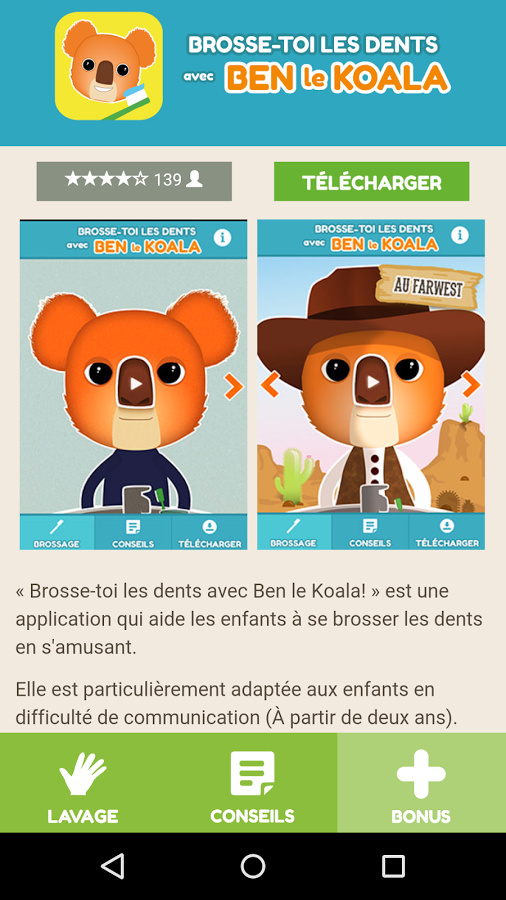 BROSSE-TOI LES DENTS
avec BEN le KOALA
★★★★☆ 139
TÉLÉCHARGER
BROSSE-TOI LES DENTS
avec BEN le KOALA
i
BROSSAGE CONSEILS TÉLÉCHARGER
BROSSE-TOI LES DENTS
avec BEN le KOALA
i
AU FARWEST
BROSSAGE CONSEILS TÉLÉCHARGER
« Brosse-toi les dents avec Ben le Koala! » est une
application qui aide les enfants à se brosser les dents
en s'amusant.
Elle est particulièrement adaptée aux enfants en
difficulté de communication (À partir de deux ans).
LAVAGE CONSEILS BONUS